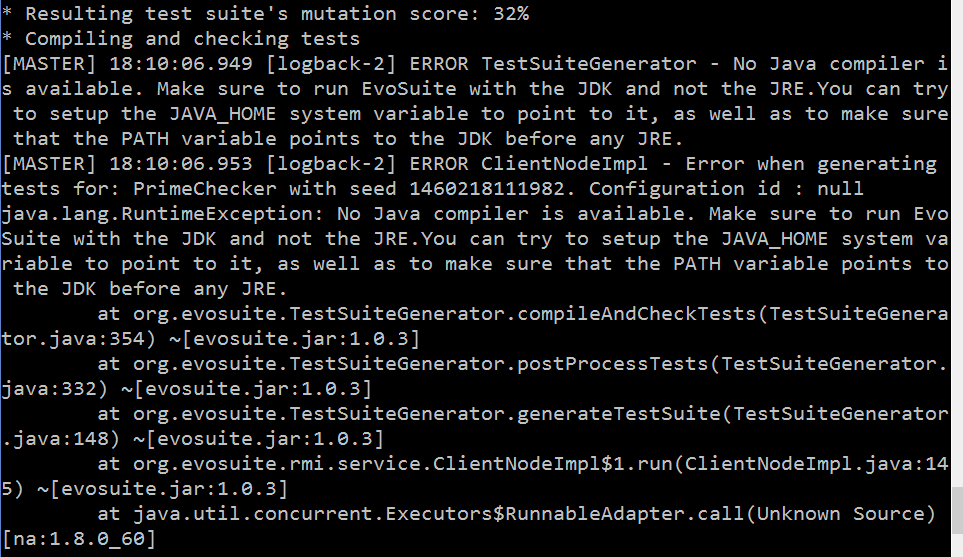 * Resulting test suite's mutation score: 32%
* Compiling and checking tests
[MASTER] 18:10:06.949 [logback-2] ERROR TestSuiteGenerator - No Java compiler i
s available. Make sure to run EvoSuite with the JDK and not the JRE.You can try
 to setup the JAVA_HOME system variable to point to it, as well as to make sure
 that the PATH variable points to the JDK before any JRE.
[MASTER] 18:10:06.953 [logback-2] ERROR ClientNodeImpl - Error when generating
tests for: PrimeChecker with seed 1460218111982. Configuration id : null
java.lang.RuntimeException: No Java compiler is available. Make sure to run Evo
Suite with the JDK and not the JRE.You can try to setup the JAVA_HOME system va
riable to point to it, as well as to make sure that the PATH variable points to
 the JDK before any JRE.
        at org.evosuite.TestSuiteGenerator.compileAndCheckTests(TestSuiteGenera
tor.java:354) ~[evosuite.jar:1.0.3]
        at org.evosuite.TestSuiteGenerator.postProcessTests(TestSuiteGenerator.
java:332) ~[evosuite.jar:1.0.3]
        at org.evosuite.TestSuiteGenerator.generateTestSuite(TestSuiteGenerator
.java:148) ~[evosuite.jar:1.0.3]
        at org.evosuite.rmi.service.ClientNodeImpl$1.run(ClientNodeImpl.java:14
5) ~[evosuite.jar:1.0.3]
        at java.util.concurrent.Executors$RunnableAdapter.call(Unknown Source)
[na:1.8.0_60]